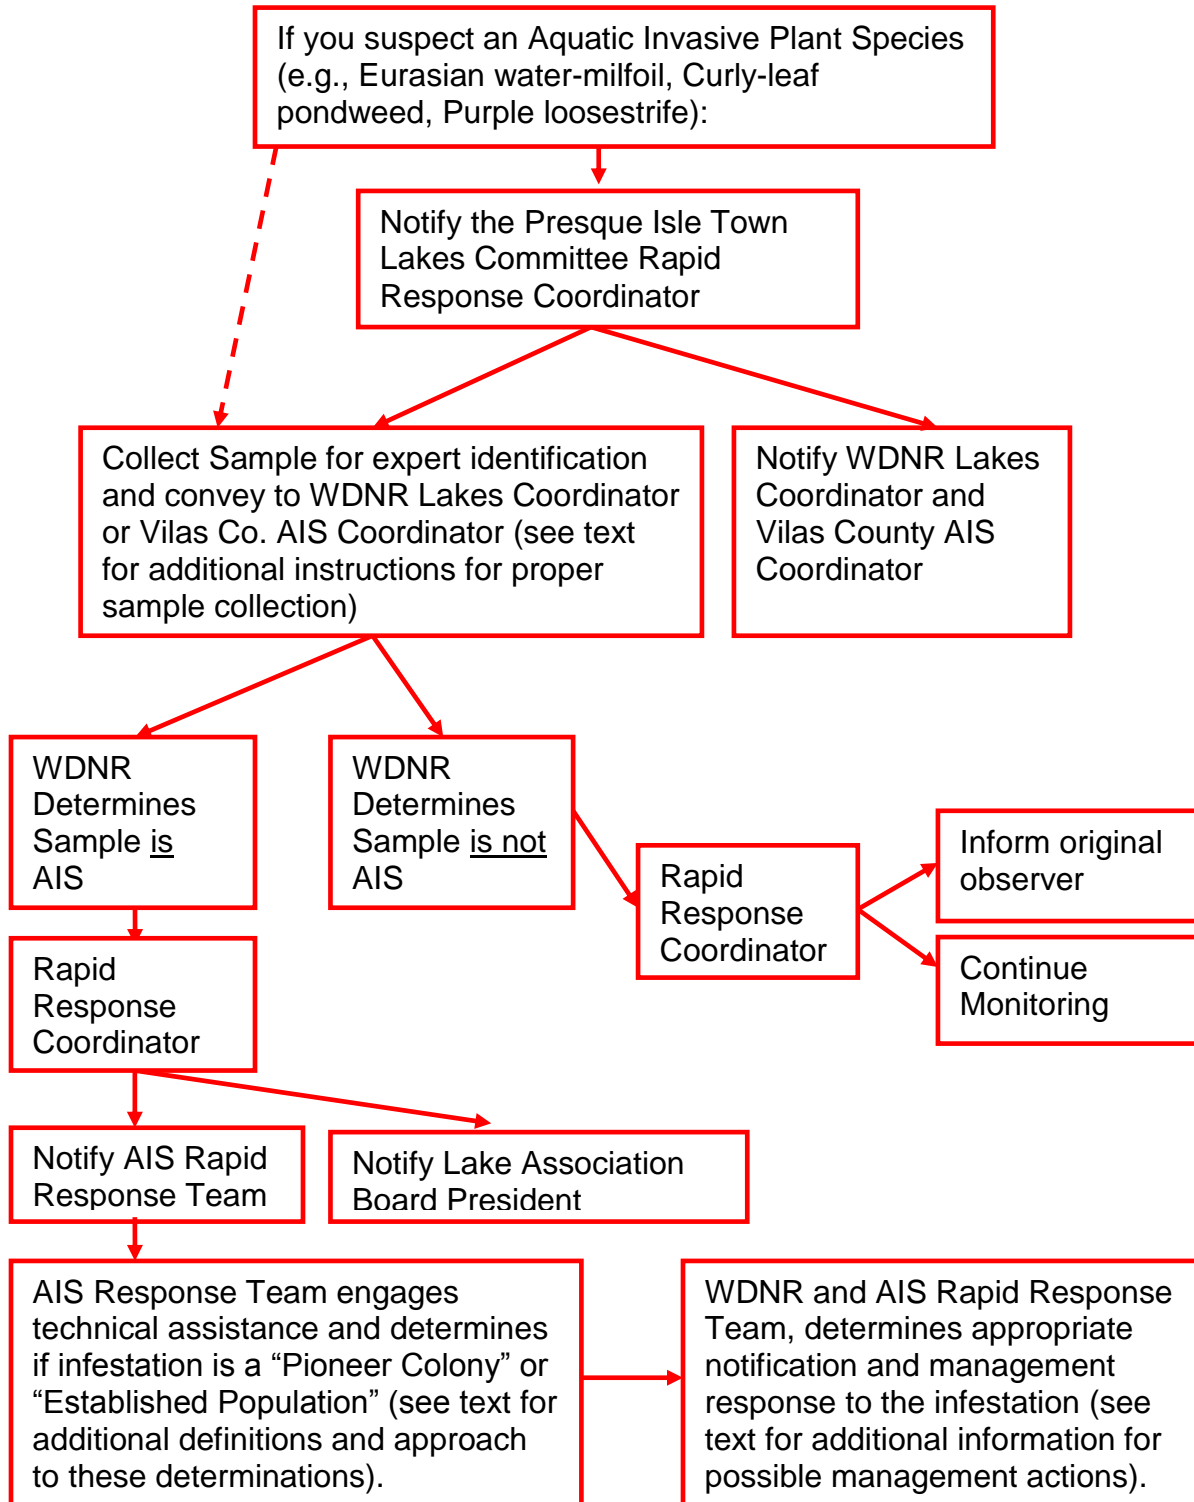 If you suspect an Aquatic Invasive Plant Species
(e.g., Eurasian water-milfoil, Curly-leaf
pondweed, Purple loosestrife):
Notify the Presque Isle Town
Lakes Committee Rapid
Response Coordinator
Collect Sample for expert identification
and convey to WDNR Lakes Coordinator
or Vilas Co. AIS Coordinator (see text
for additional instructions for proper
sample collection)
Notify WDNR Lakes
Coordinator and
Vilas County AIS
Coordinator
WDNR
Determines
Sample is
AIS
WDNR
Determines
Sample is not
AIS
Rapid
Response
Coordinator
Inform original
observer
Continue
Monitoring
Rapid
Response
Coordinator
Notify AIS Rapid
Response Team
Notify Lake Association
Board President
AIS Response Team engages
technical assistance and determines
if infestation is a “Pioneer Colony” or
“Established Population” (see text for
additional definitions and approach
to these determinations).
WDNR and AIS Rapid Response
Team, determines appropriate
notification and management
response to the infestation (see
text for additional information for
possible management actions).